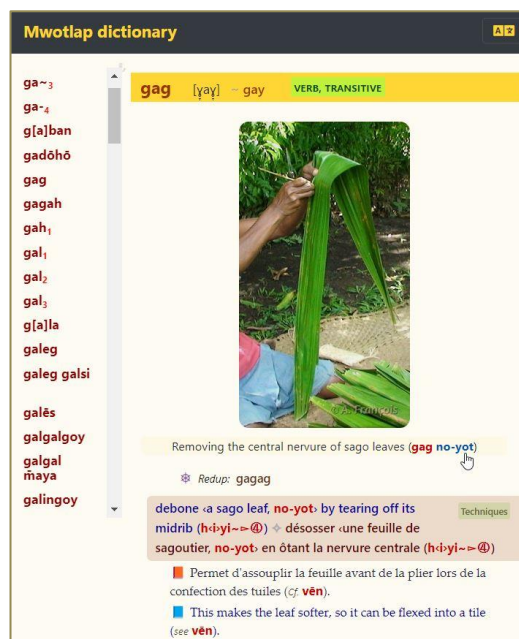 Mwotlap dictionary
ga~3
ga-4
g[a]ban
gadōhō
gag
gagah
gah1
gal1
gal2
gal3
g[a]la
galeg
galeg galsi
galēs
galgalgoy
galgal
m̄aya
galingoy
gag [ɣaɣ] ~ gay VERB, TRANSITIVE
© A. François
Removing the central nervure of sago leaves (gag no-yot)
❄ Redup: gagag
debone ‹a sago leaf, no-yot› by tearing off its
midrib (h‹i›yi~➢④) ✧ désosser ‹une feuille de
sagoutier, no-yot› en ôtant la nervure centrale (h‹i›yi~➢④)
Techniques
Permet d'assouplir la feuille avant de la plier lors de la
confection des tuiles (Cf. vēn).
This makes the leaf softer, so it can be flexed into a tile
(see vēn).